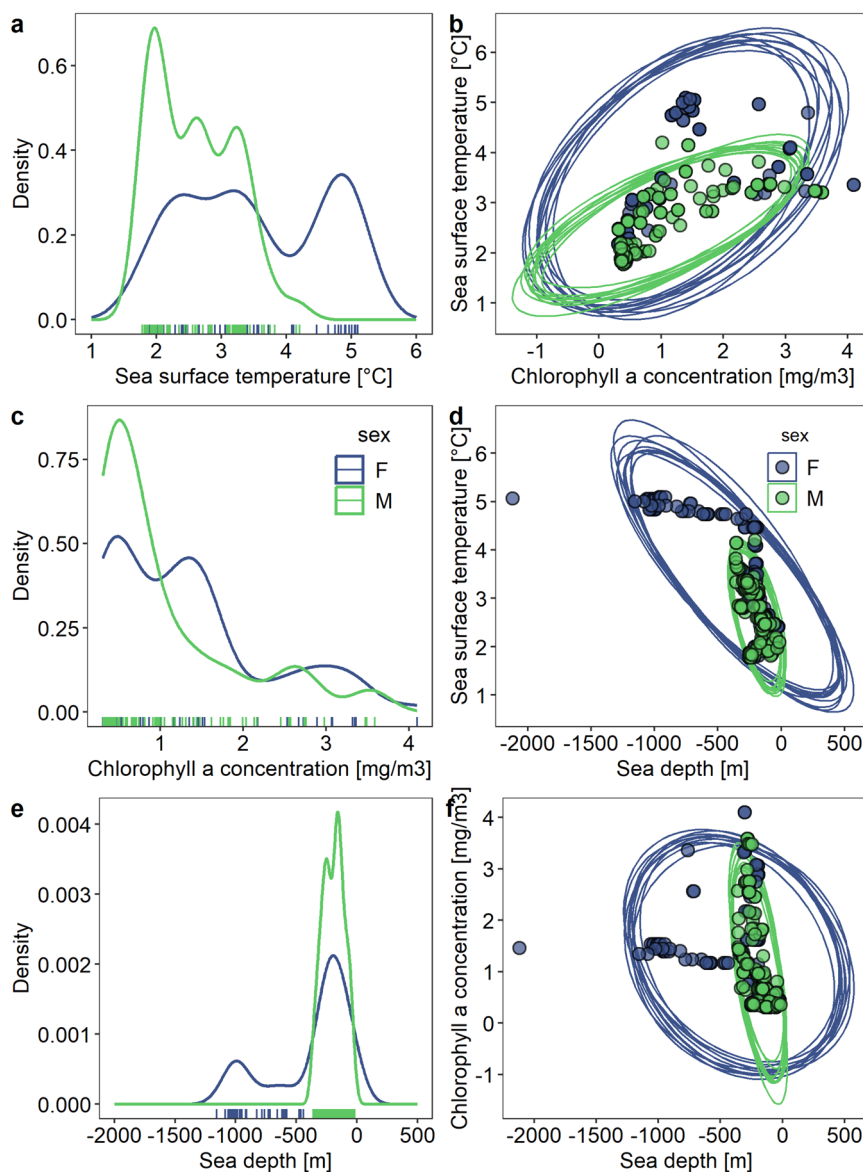 a
Density
0.6
0.4
0.2
0.0
1 2 3 4 5 6
Sea surface temperature [°C]
b
Sea surface temperature [°C]
6
5
4
3
2
1
-1 0 1 2 3 4
Chlorophyll a concentration [mg/m3]
c
Density
0.75
0.50
0.25
0.00
sex
F
M
1 2 3 4
Chlorophyll a concentration [mg/m3]
d
Sea surface temperature [°C]
6
5
4
3
2
1
sex
F
M
-2000 -1500 -1000 -500 0 500
Sea depth [m]
e
Density
0.004
0.003
0.002
0.001
0.000
-2000 -1500 -1000 -500 0 500
Sea depth [m]
f
Chlorophyll a concentration [mg/m3]
4
3
2
1
0
-1
-2000 -1500 -1000 -500 0 500
Sea depth [m]